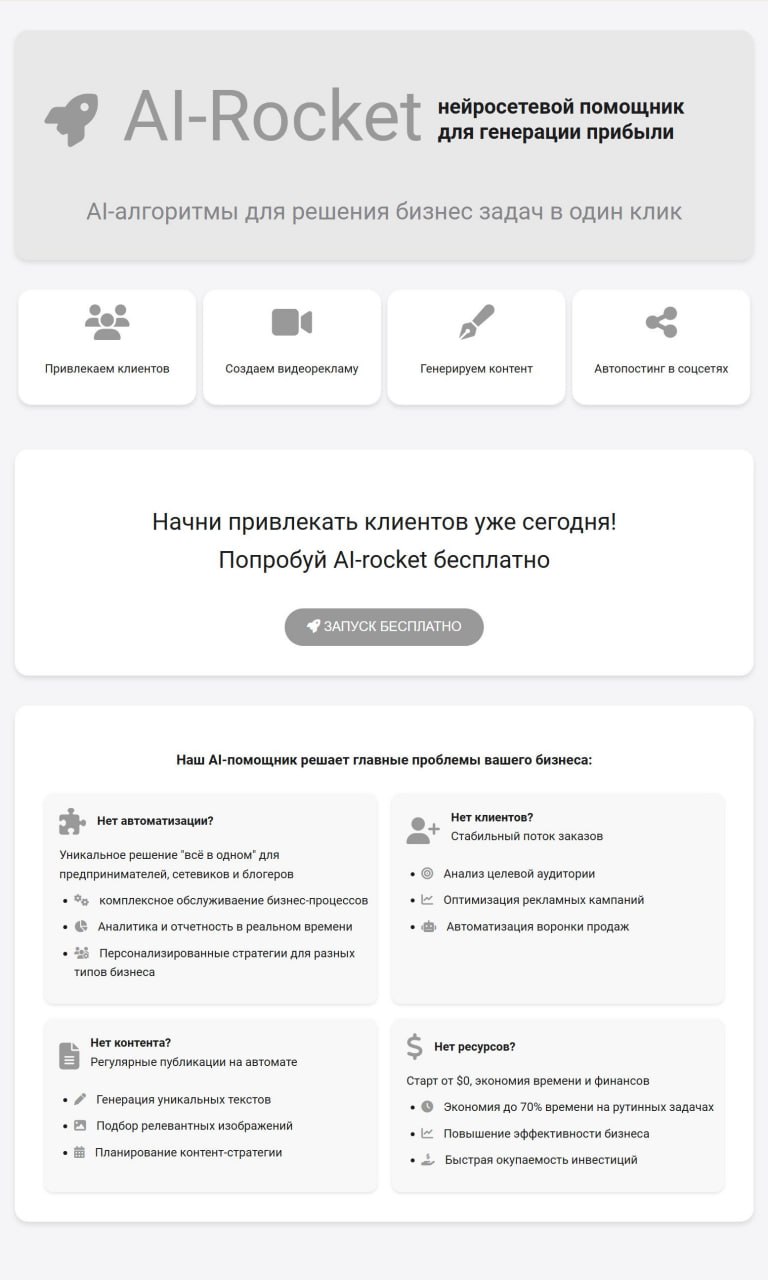 AI-Rocket
нейросетевой помощник
для генерации прибыли
AI-алгоритмы для решения бизнес задач в один клик
Привлекаем клиентов
Создаем видеорекламу
Генерируем контент
Автопостинг в соцсетях
Начни привлекать клиентов уже сегодня!
Попробуй AI-rocket бесплатно
ЗАПУСК БЕСПЛАТНО
Наш AI-помощник решает главные проблемы вашего бизнеса:
Нет автоматизации?
Уникальное решение "всё в одном" для
предпринимателей, сетевиков и блогеров
комплексное обслуживаение бизнес-процессов
Аналитика и отчетность в реальном времени
Персонализированные стратегии для разных
типов бизнеса
Нет клиентов?
Стабильный поток заказов
Анализ целевой аудитории
Оптимизация рекламных кампаний
Автоматизация воронки продаж
Нет контента?
Регулярные публикации на автомате
Генерация уникальных текстов
Подбор релевантных изображений
Планирование контент-стратегии
Нет ресурсов?
Старт от $0, экономия времени и финансов
Экономия до 70% времени на рутинных задачах
Повышение эффективности бизнеса
Быстрая окупаемость инвестиций